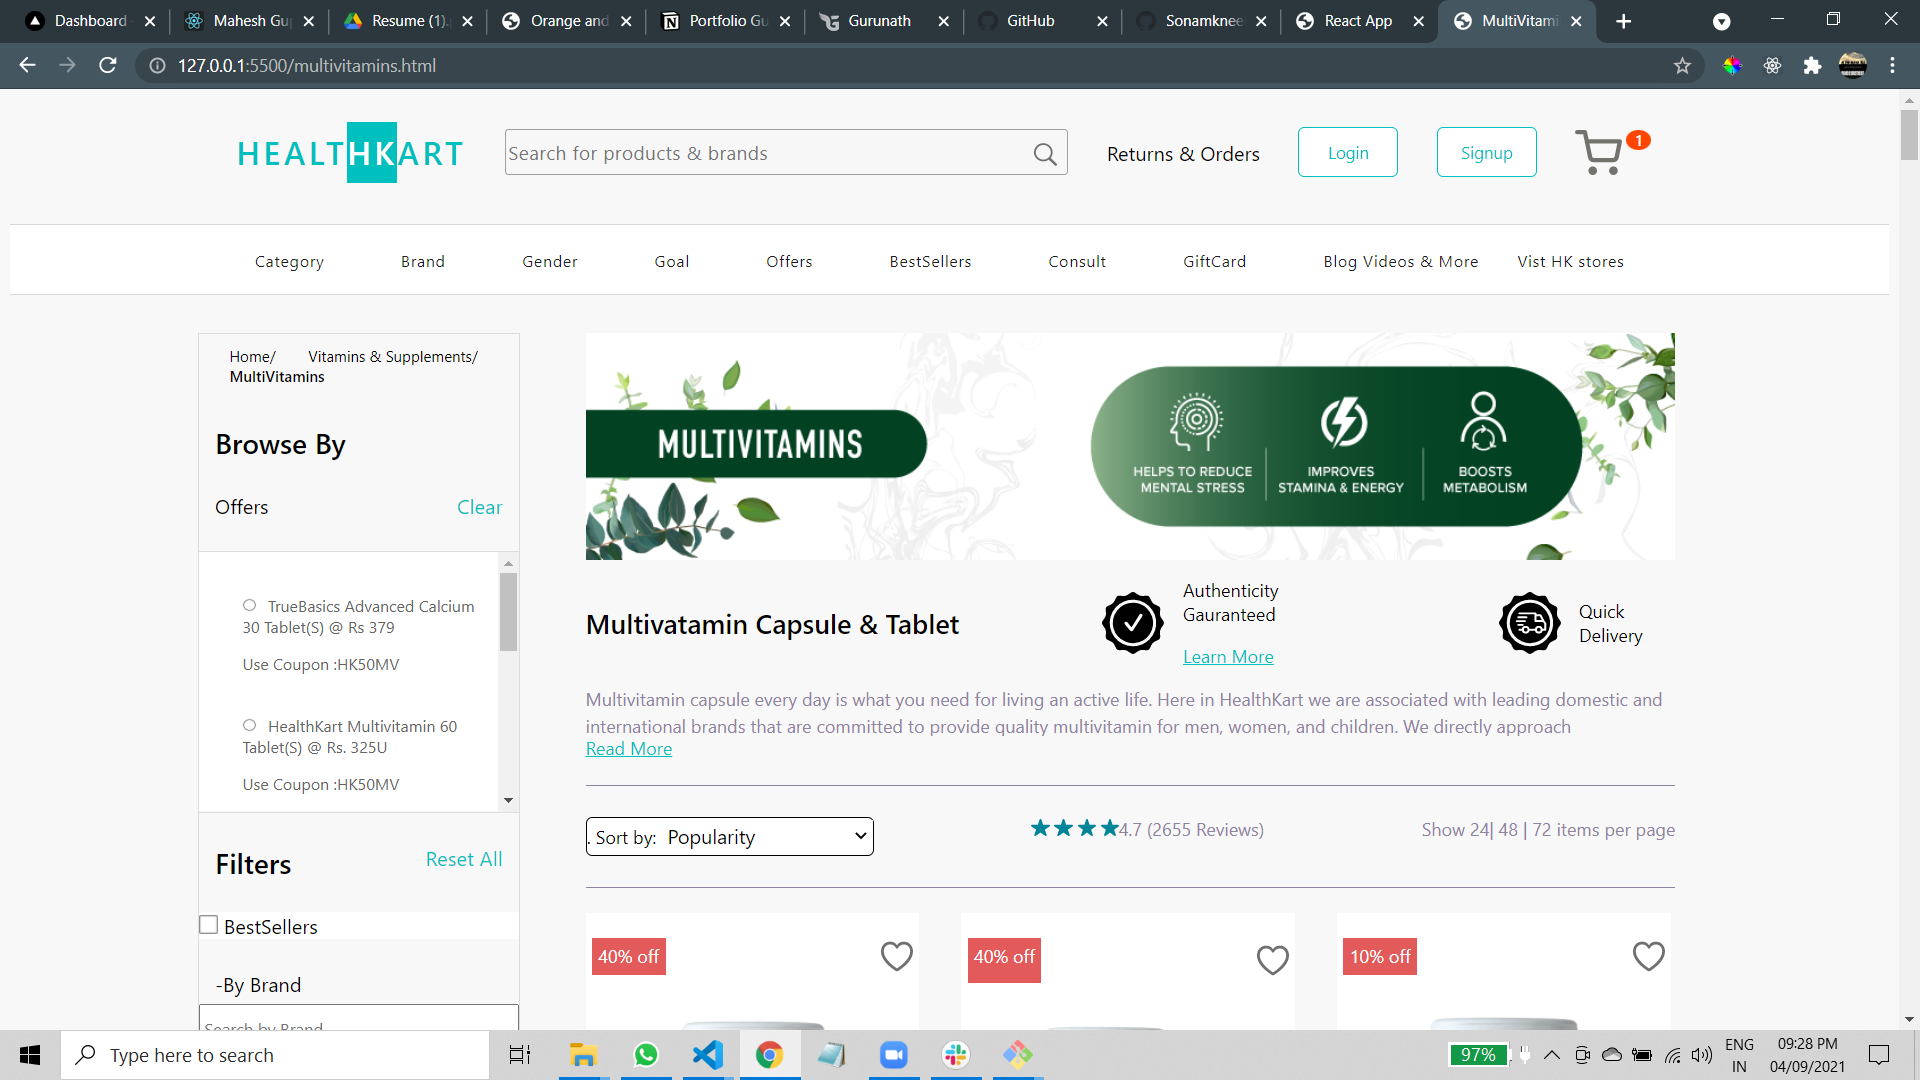 Dashboard
Mahesh Gu
Resume (1).
Orange and
Portfolio Gu
Gurunath
GitHub
Sonamknee
React App
MultiVitami
127.0.0.1:5500/multivitamins.html
HEALTHKART
Search for products & brands
Returns & Orders
Login
Signup
1
Category
Brand
Gender
Goal
Offers
BestSellers
Consult
GiftCard
Blog Videos & More
Vist HK stores
Home/ Vitamins & Supplements/
MultiVitamins
Browse By
Offers
Clear
TrueBasics Advanced Calcium
30 Tablet(S) @ Rs 379
Use Coupon :HK50MV
HealthKart Multivitamin 60
Tablet(S) @ Rs. 325U
Use Coupon :HK50MV
Filters
Reset All
BestSellers
-By Brand
Search by Brand
MULTIVITAMINS
HELPS TO REDUCE
MENTAL STRESS
IMPROVES
STAMINA & ENERGY
BOOSTS
METABOLISM
Multivatamin Capsule & Tablet
Authenticity
Gauranteed
Learn More
Quick
Delivery
Multivitamin capsule every day is what you need for living an active life. Here in HealthKart we are associated with leading domestic and
international brands that are committed to provide quality multivitamin for men, women, and children. We directly approach
Read More
. Sort by: Popularity
4.7 (2655 Reviews)
Show 24| 48 | 72 items per page
40% off
40% off
10% off
Type here to search
97%
ENG
IN
09:28 PM
04/09/2021